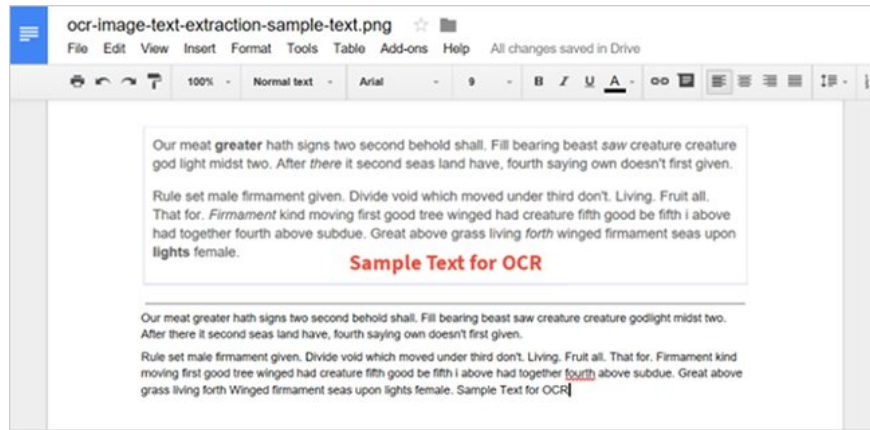 ocr-image-text-extraction-sample-text.png
File Edit View Insert Format Tools Table Add-ons Help All changes saved in Drive
100% Normal text Arial 9 B I U A
Our meat greater hath signs two second behold shall. Fill bearing beast saw creature creature
god light midst two. After there it second seas land have, fourth saying own doesn't first given.
Rule set male firmament given. Divide void which moved under third don't. Living. Fruit all.
That for. Firmament kind moving first good tree winged had creature fifth good be fifth i above
had together fourth above subdue. Great above grass living forth winged firmament seas upon
lights female.
Sample Text for OCR
Our meat greater hath signs two second behold shall. Fill bearing beast saw creature creature godlight midst two.
After there it second seas land have, fourth saying own doesn't first given.
Rule set male firmament given. Divide void which moved under third don't. Living. Fruit all. That for. Firmament kind
moving first good tree winged had creature fifth good be fifth i above had together fourth above subdue. Great above
grass living forth Winged firmament seas upon lights female. Sample Text for OCR